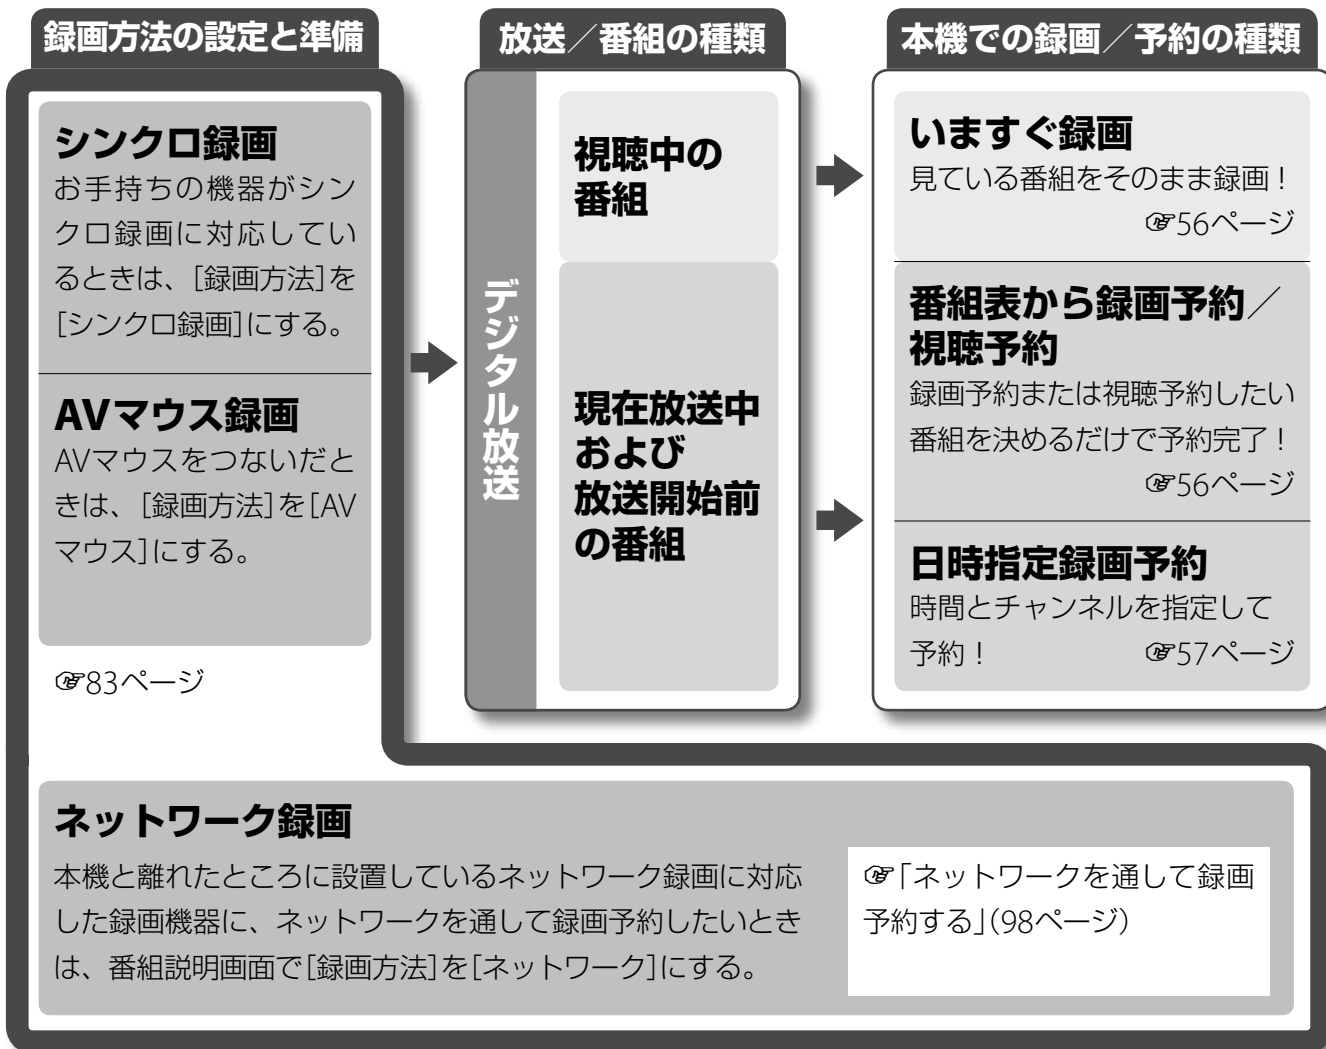 録画方法の設定と準備
シンクロ録画
お手持ちの機器がシン
クロ録画に対応してい
るときは、[録画方法]を
[シンクロ録画]にする。
AVマウス録画
AVマウスをつないだと
きは、[録画方法]を[AV
マウス]にする。
☞83ページ
放送／番組の種類
デジタル放送
視聴中の
番組
現在放送中
および
放送開始前
の番組
本機での録画／予約の種類
いますぐ録画
見ている番組をそのまま録画！
☞56ページ
番組表から録画予約／
視聴予約
録画予約または視聴予約したい
番組を決めるだけで予約完了！
☞56ページ
日時指定録画予約
時間とチャンネルを指定して
予約！ ☞57ページ
ネットワーク録画
本機と離れたところに設置しているネットワーク録画に対応
した録画機器に、ネットワークを通して録画予約したいとき
は、番組説明画面で[録画方法]を[ネットワーク]にする。
☞「ネットワークを通して録画
予約する」(98ページ)